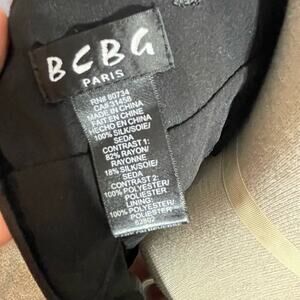 BCBG
PARIS
RN# 80734
CA# 31459
MADE IN CHINA
FAIT EN CHINE
HECHO EN CHINA
100% SILK/SOIE/
SEDA
CONTRAST 1:
82% RAYON/
RAYONNE
18% SILK/SOIE/
SEDA
CONTRAST 2:
100% POLYESTER/
POLIESTER
LINING:
100% POLYESTER/
POLIESTER